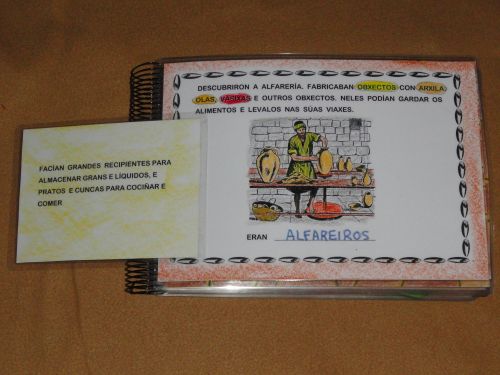 FACÍAN GRANDES RECIPIENTES PARA
ALMACENAR GRANS E LÍQUIDOS, E
PRATOS E CUNCAS PARA COCIÑAR E
COMER
DESCUBRIRON A ALFARERÍA. FABRICABAN OBXECTOS CON ARXILA:
OLAS, VASIXAS E OUTROS OBXECTOS. NELES PODÍAN GARDAR OS
ALIMENTOS E LEVALOS NAS SÚAS VIAXES.
ERAN ALFAREIROS